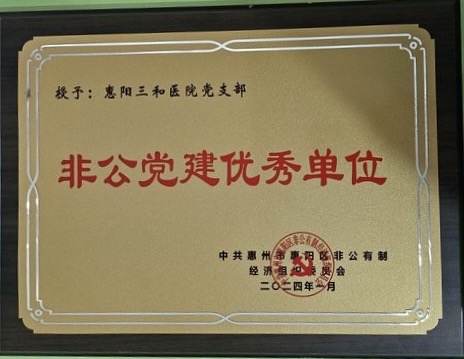 授予：惠阳三和医院党支部
非公党建优秀单位
中共惠州市惠阳区非公有制
经济组织委员会
二〇二四年一月